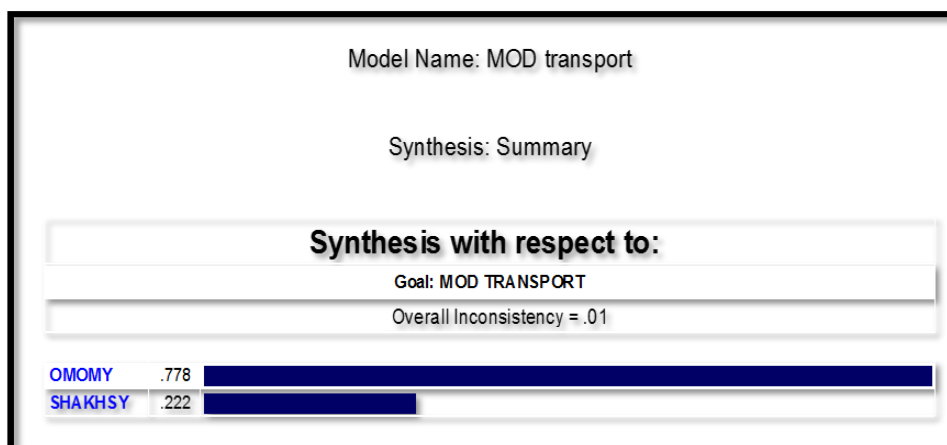 Model Name: MOD transport
Synthesis: Summary
Synthesis with respect to:
Goal: MOD TRANSPORT
Overall Inconsistency = .01
OMOMY .778
SHAKHSY .222